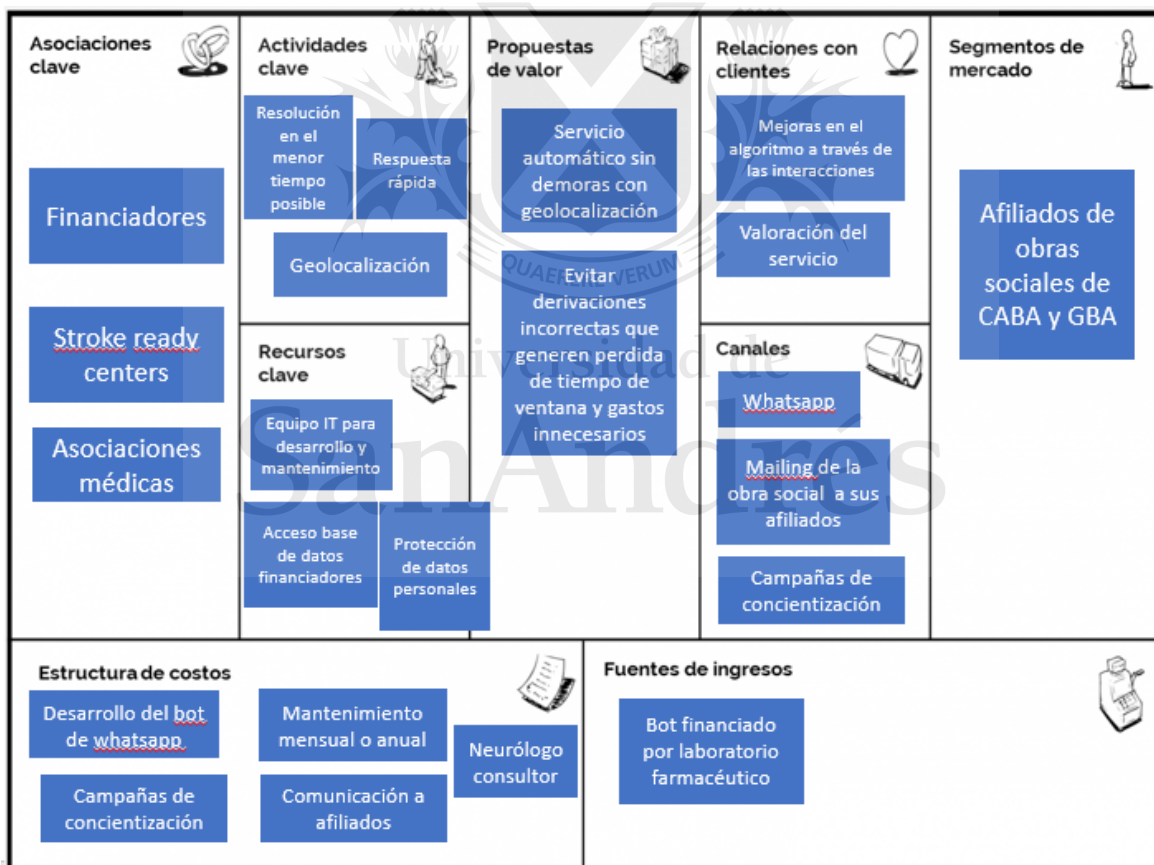 Asociaciones
clave
Financiadores
Stroke ready
centers
Asociaciones
médicas
Actividades
clave
Resolución
en el
menor
tiempo
posible
Respuesta
rápida
Geolocalización
Recursos
clave
Equipo IT para
desarrollo y
mantenimiento
Acceso base
de datos
financiadores
Protección
de datos
personales
Propuestas
de valor
Servicio
automático sin
demoras con
geolocalización
Evitar
derivaciones
incorrectas que
generen perdida
de tiempo de
ventana y gastos
innecesarios
Relaciones con
clientes
Mejoras en el
algoritmo a través de
las interacciones
Valoración del
servicio
Canales
Whatsapp
Mailing de la
obra social a sus
afiliados
Campañas de
concientización
Segmentos de
mercado
Afiliados de
obras
sociales de
CABA y GBA
Estructura de costos
Desarrollo del bot
de whatsapp
Mantenimiento
mensual o anual
Neurólogo
consultor
Campañas de
concientización
Comunicación a
afiliados
Fuentes de ingresos
Bot financiado
por laboratorio
farmacéutico
QUAERERE VERUM
Universidad de
SanAndrés